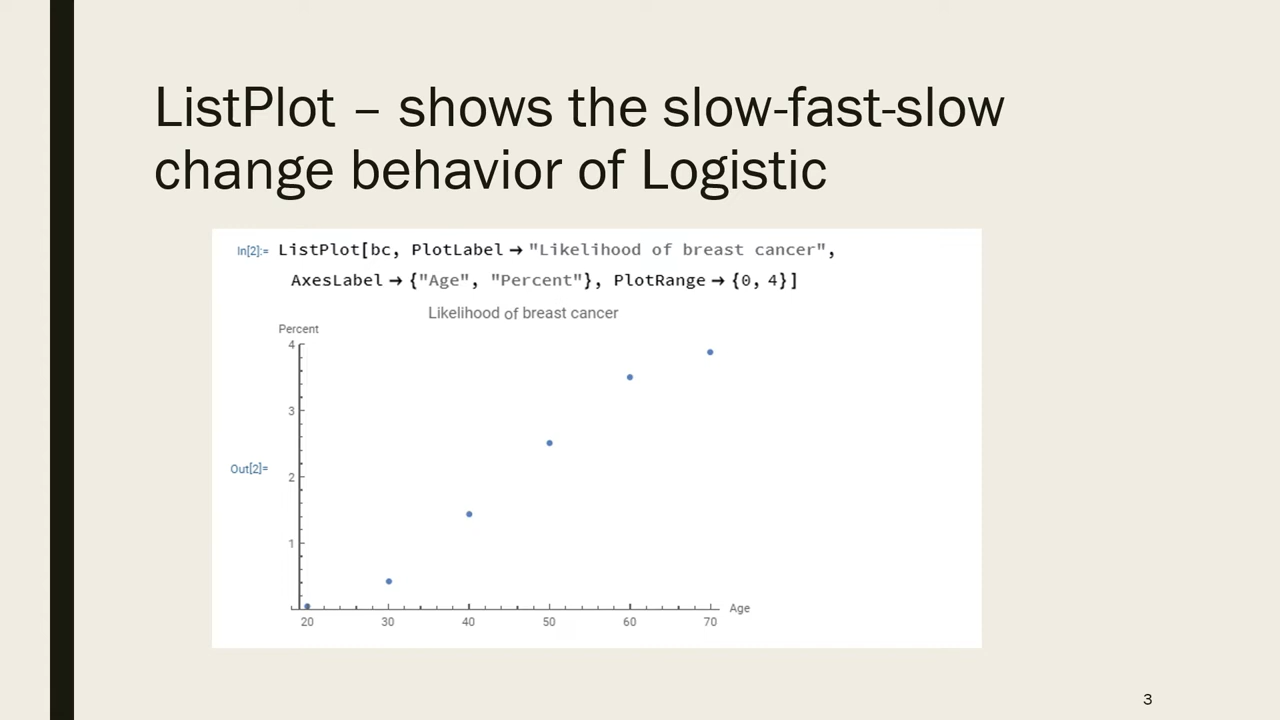 ListPlot – shows the slow-fast-slow
change behavior of Logistic
In[2]:= ListPlot[bc, PlotLabel → "Likelihood of breast cancer",
AxesLabel → {"Age", "Percent"}, PlotRange → {0, 4}]
Likelihood of breast cancer
Percent
4
3
Out[2]=
2
1
Age
20 30 40 50 60 70
3